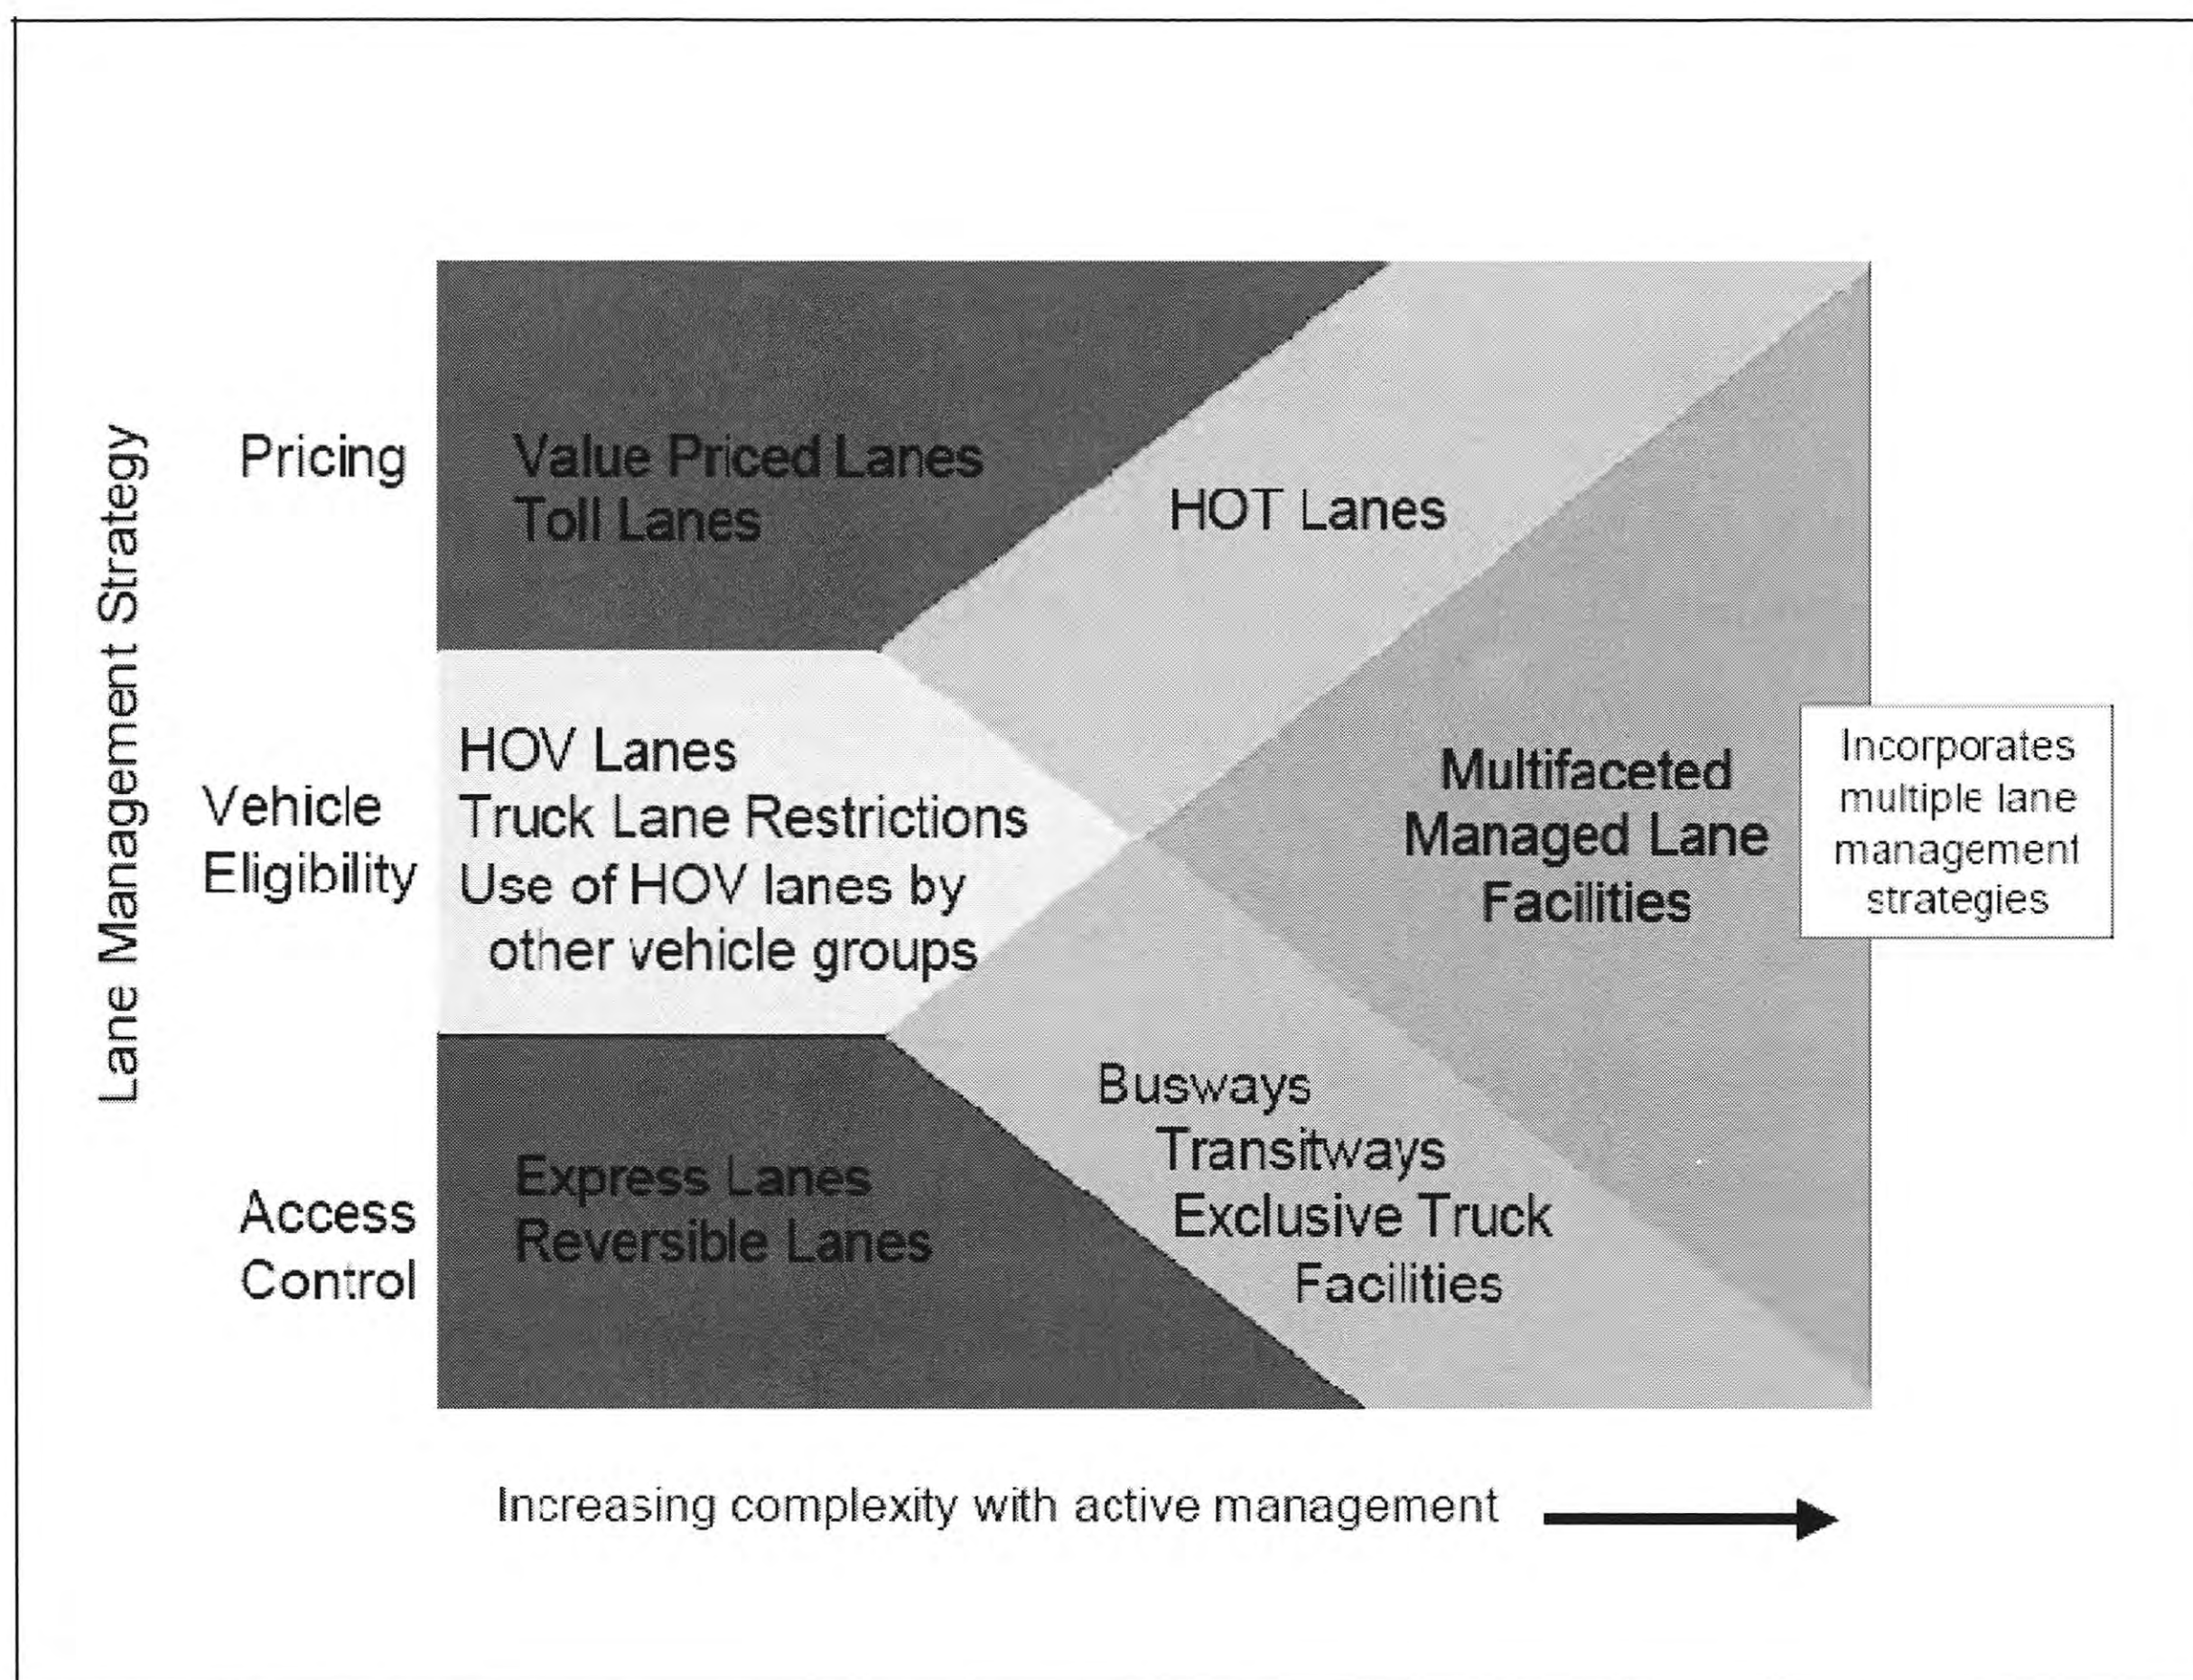 Lane Management Strategy
Pricing
Value Priced Lanes
Toll Lanes
HOT Lanes
Vehicle
Eligibility
HOV Lanes
Truck Lane Restrictions
Use of HOV lanes by
other vehicle groups
Multifaceted
Managed Lane
Facilities
Incorporates
multiple lane
management
strategies
Access
Control
Express Lanes
Reversible Lanes
Busways
Transitways
Exclusive Truck
Facilities
Increasing complexity with active management